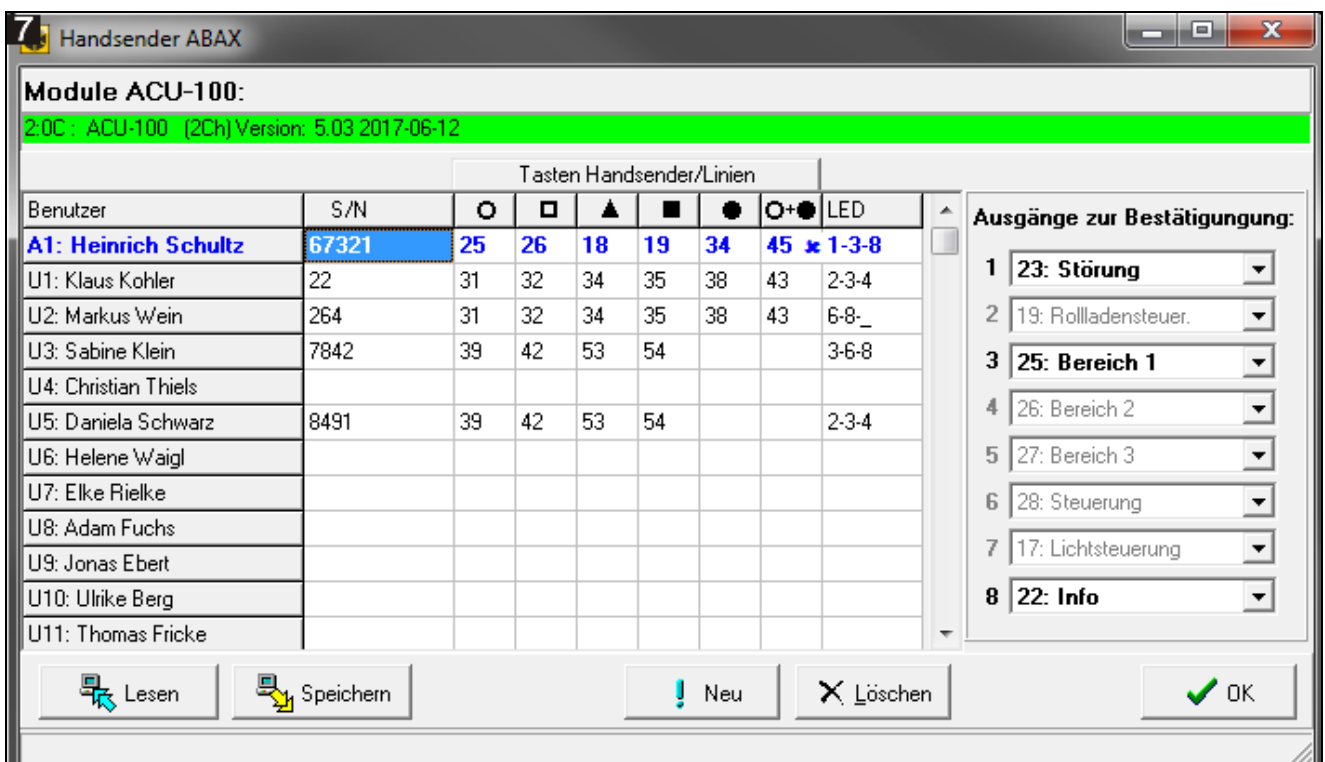 7
Handsender ABAX
Module ACU-100:
2:0C : ACU-100 (2Ch) Version: 5.03 2017-06-12
Tasten Handsender/Linien
Benutzer S/N O+● LED
A1: Heinrich Schultz 67321 25 26 18 19 34 45 × 1-3-8
U1: Klaus Kohler 22 31 32 34 35 38 43 2-3-4
U2: Markus Wein 264 31 32 34 35 38 43 6-8-_
U3: Sabine Klein 7842 39 42 53 54 3-6-8
U4: Christian Thiels
U5: Daniela Schwarz 8491 39 42 53 54 2-3-4
U6: Helene Waigl
U7: Elke Rielke
U8: Adam Fuchs
U9: Jonas Ebert
U10: Ulrike Berg
U11: Thomas Fricke
Ausgänge zur Bestätigungung:
1 23: Störung
2 19: Rollladensteuer.
3 25: Bereich 1
4 26: Bereich 2
5 27: Bereich 3
6 28: Steuerung
7 17: Lichtsteuerung
8 22: Info
Lesen Speichern Neu Löschen OK